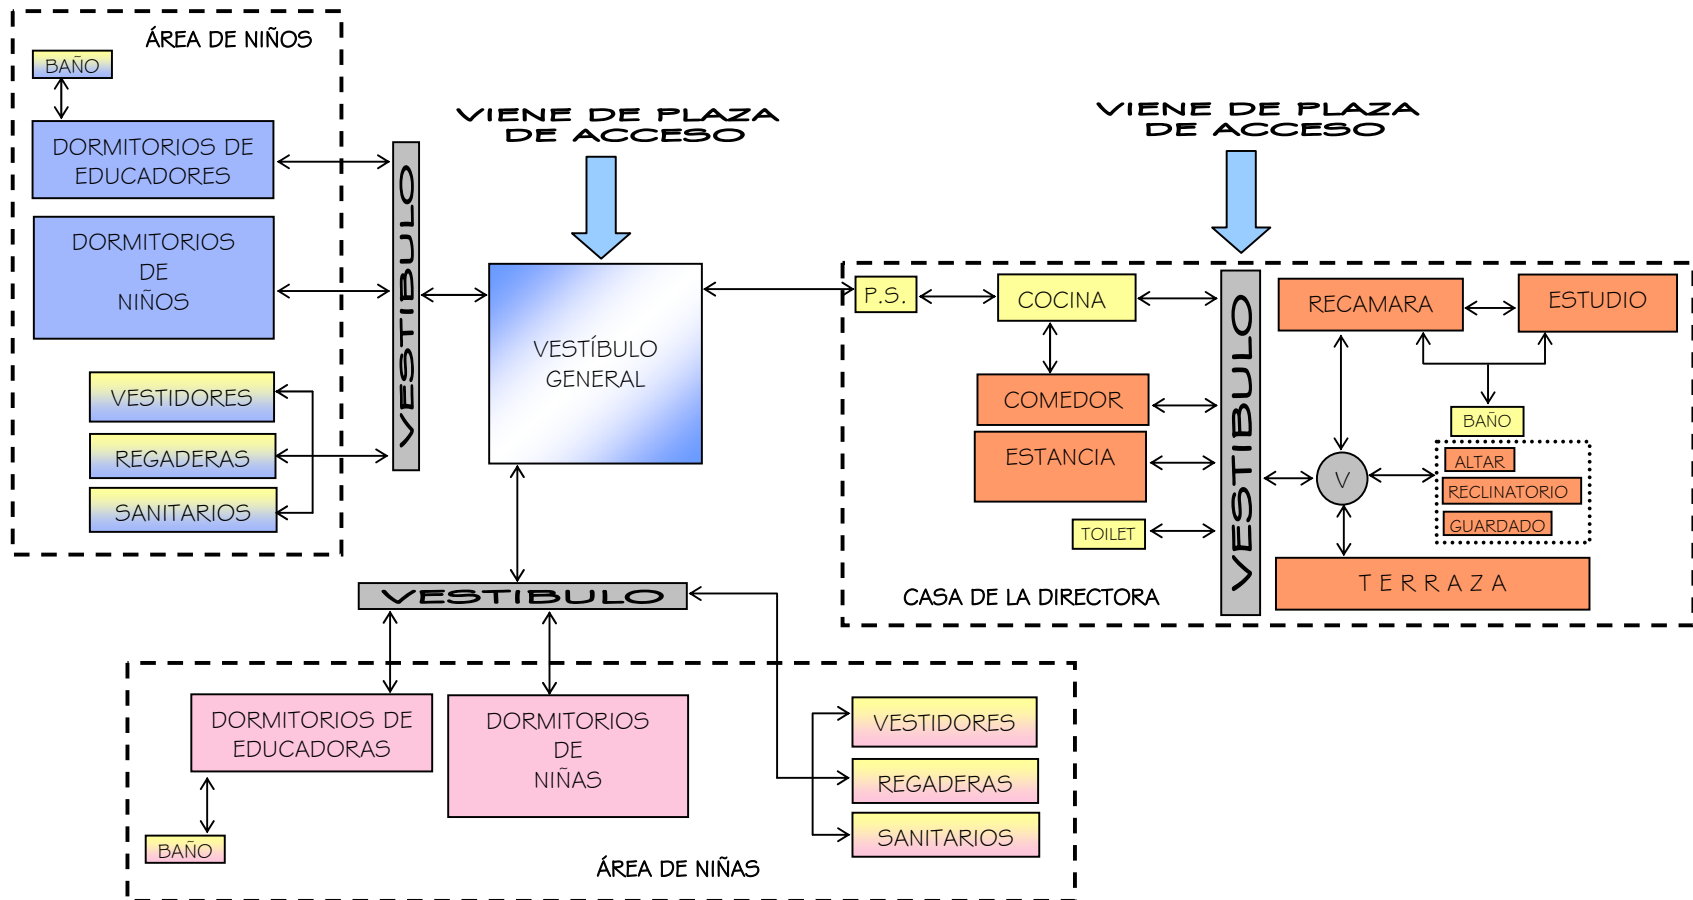 ÁREA DE NIÑOS
BAÑO
DORMITORIOS DE
EDUCADORES
DORMITORIOS
DE
NIÑOS
VESTIDORES
REGADERAS
SANITARIOS
VESTIBULO
VIENE DE PLAZA
DE ACCESO
VESTÍBULO
GENERAL
VESTIBULO
DORMITORIOS DE
EDUCADORAS
DORMITORIOS
DE
NIÑAS
BAÑO
VESTIDORES
REGADERAS
SANITARIOS
ÁREA DE NIÑAS
VIENE DE PLAZA
DE ACCESO
P.S.
COCINA
COMEDOR
ESTANCIA
TOILET
CASA DE LA DIRECTORA
VESTIBULO
RECAMARA
ESTUDIO
BAÑO
V
ALTAR
RECLINATORIO
GUARDADO
TERRAZA